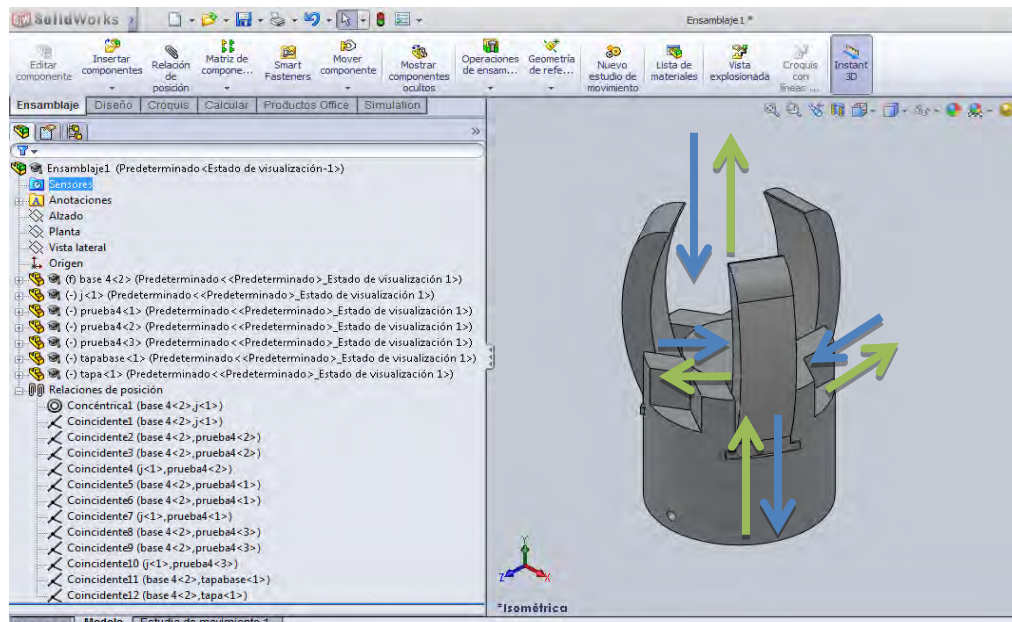 SolidWorks
Ensamblaje1 *
Editar componente
Insertar componentes
Relación de posición
Matriz de compone...
Smart Fasteners
Mover componente
Mostrar componentes ocultos
Operaciones de ensam...
Geometría de refe...
Nuevo estudio de movimiento
Lista de materiales
Vista explosionada
Croquis con líneas ...
Instant 3D
Ensamblaje Diseño Croquis Calcular Productos Office Simulation
Ensamblaje1 (Predeterminado<Estado de visualización-1>)
Sensores
Anotaciones
Alzado
Planta
Vista lateral
Origen
(f) base 4<2> (Predeterminado<<Predeterminado>_Estado de visualización 1>)
(-) j<1> (Predeterminado<<Predeterminado>_Estado de visualización 1>)
(-) prueba4<1> (Predeterminado<<Predeterminado>_Estado de visualización 1>)
(-) prueba4<2> (Predeterminado<<Predeterminado>_Estado de visualización 1>)
(-) prueba4<3> (Predeterminado<<Predeterminado>_Estado de visualización 1>)
(-) tapabase<1> (Predeterminado<<Predeterminado>_Estado de visualización 1>)
(-) tapa<1> (Predeterminado<<Predeterminado>_Estado de visualización 1>)
Relaciones de posición
Concéntrica1 (base 4<2>,j<1>)
Coincidente1 (base 4<2>,j<1>)
Coincidente2 (base 4<2>,prueba4<2>)
Coincidente3 (base 4<2>,prueba4<2>)
Coincidente4 (j<1>,prueba4<2>)
Coincidente5 (base 4<2>,prueba4<1>)
Coincidente6 (base 4<2>,prueba4<1>)
Coincidente7 (j<1>,prueba4<1>)
Coincidente8 (base 4<2>,prueba4<3>)
Coincidente9 (base 4<2>,prueba4<3>)
Coincidente10 (j<1>,prueba4<3>)
Coincidente11 (base 4<2>,tapabase<1>)
Coincidente12 (base 4<2>,tapa<1>)
Y
Z
X
*Isométrica
Modelo Estudio de movimiento 1